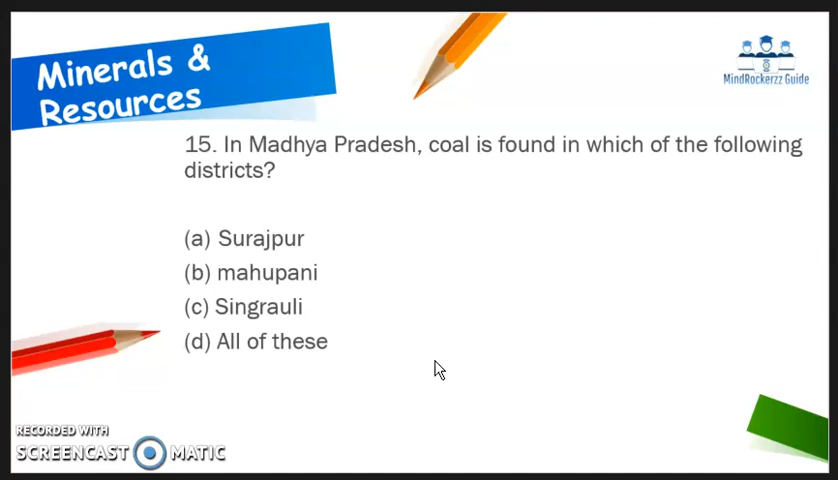 Minerals &
Resources
MindRockerzz Guide
15. In Madhya Pradesh, coal is found in which of the following
districts?
(a) Surajpur
(b) mahupani
(c) Singrauli
(d) All of these
RECORDED WITH
SCREENCAST MATIC